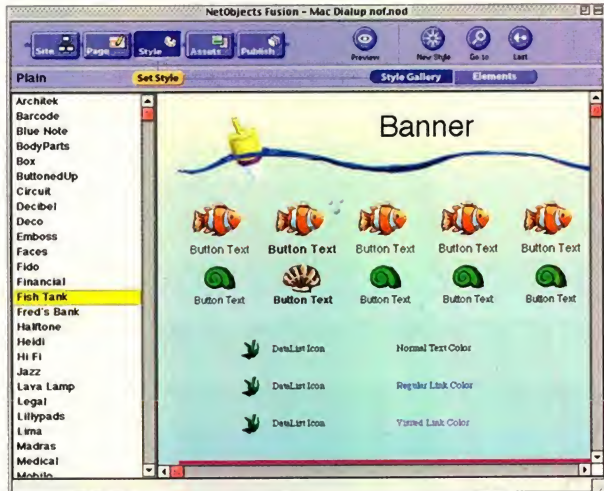 NetObjects Fusion – Mac Dialup nof.nod
Site Page Style Assets Publish Preview New Style Go to Last
Plain Set Style Style Gallery Elements
Architek
Barcode
Blue Note
BodyParts
Box
ButtonedUp
Circuit
Decibel
Deco
Emboss
Faces
Fido
Financial
Fish Tank
Fred's Bank
Halftone
Heidi
Hi Fi
Jazz
Lava Lamp
Legal
Lillypads
Lima
Madras
Medical
Mobile
Banner
Button Text Button Text Button Text Button Text Button Text
Button Text Button Text Button Text Button Text Button Text
DataList Icon Normal Text Color
DataList Icon Regular Link Color
DataList Icon Visited Link Color